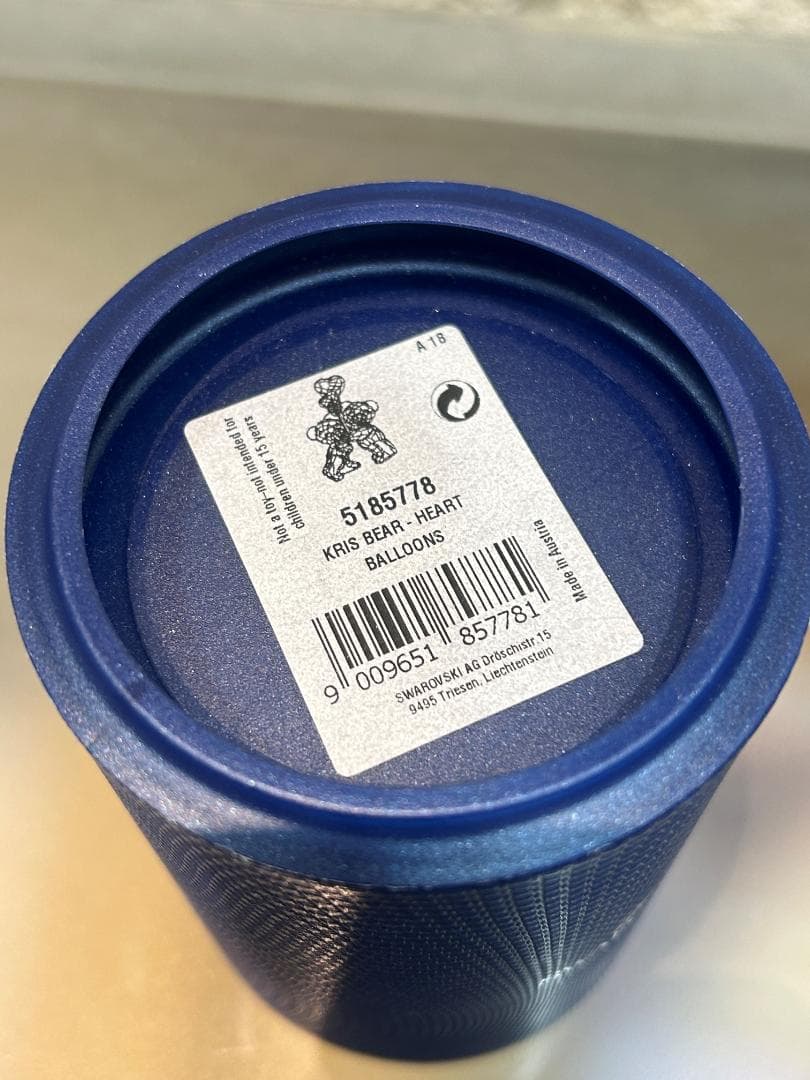 A 18
Not a toy-not intended for
children under 15 years
5185778
KRIS BEAR - HEART
BALLOONS
Made in Austria
9 009651 857781
SWAROVSKI AG Dröschistr.15
9495 Triesen, Liechtenstein